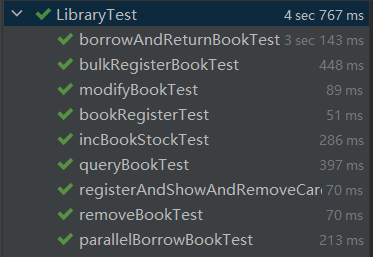 LibraryTest 4 sec 767 ms
borrowAndReturnBookTest 3 sec 143 ms
bulkRegisterBookTest 448 ms
modifyBookTest 89 ms
bookRegisterTest 51 ms
incBookStockTest 286 ms
queryBookTest 397 ms
registerAndShowAndRemoveCar 70 ms
removeBookTest 70 ms
parallelBorrowBookTest 213 ms